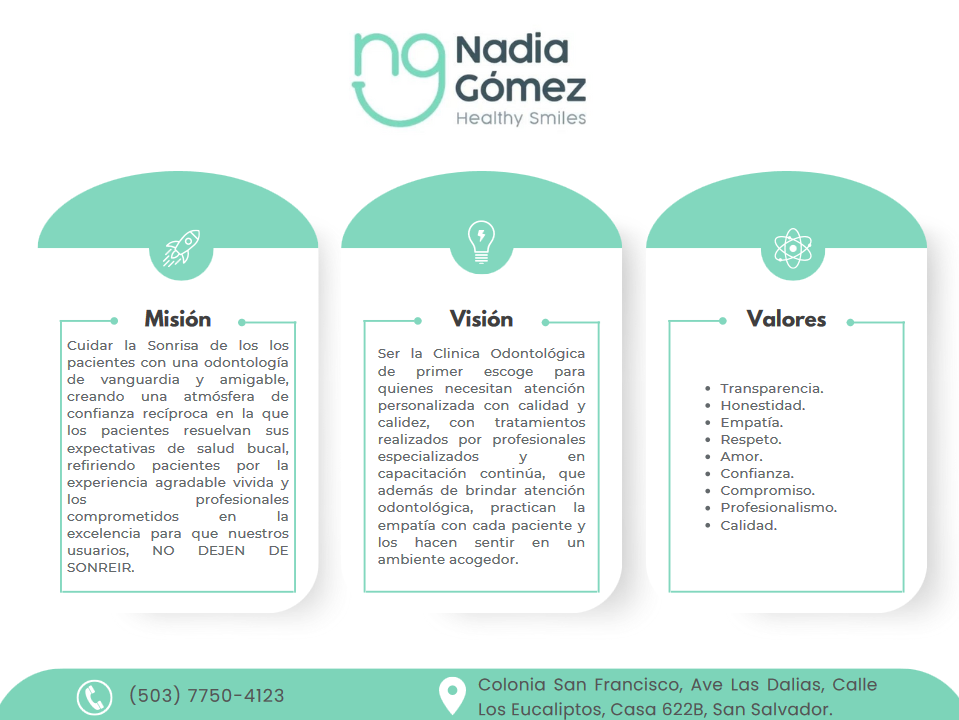 ng
Nadia
Gómez
Healthy Smiles
Misión
Cuidar la Sonrisa de los los
pacientes con una odontología
de vanguardia y amigable,
creando una atmósfera de
confianza recíproca en la que
los pacientes resuelvan sus
expectativas de salud bucal,
refiriendo pacientes por la
experiencia agradable vivida y
los profesionales
comprometidos en la
excelencia para que nuestros
usuarios, NO DEJEN DE
SONREIR.
Visión
Ser la Clinica Odontológica
de primer escoge para
quienes necesitan atención
personalizada con calidad y
calidez, con tratamientos
realizados por profesionales
especializados y en
capacitación continúa, que
además de brindar atención
odontológica, practican la
empatía con cada paciente y
los hacen sentir en un
ambiente acogedor.
Valores
• Transparencia.
• Honestidad.
• Empatía.
• Respeto.
• Amor.
• Confianza.
• Compromiso.
• Profesionalismo.
• Calidad.
(503) 7750-4123
Colonia San Francisco, Ave Las Dalias, Calle
Los Eucaliptos, Casa 622B, San Salvador.